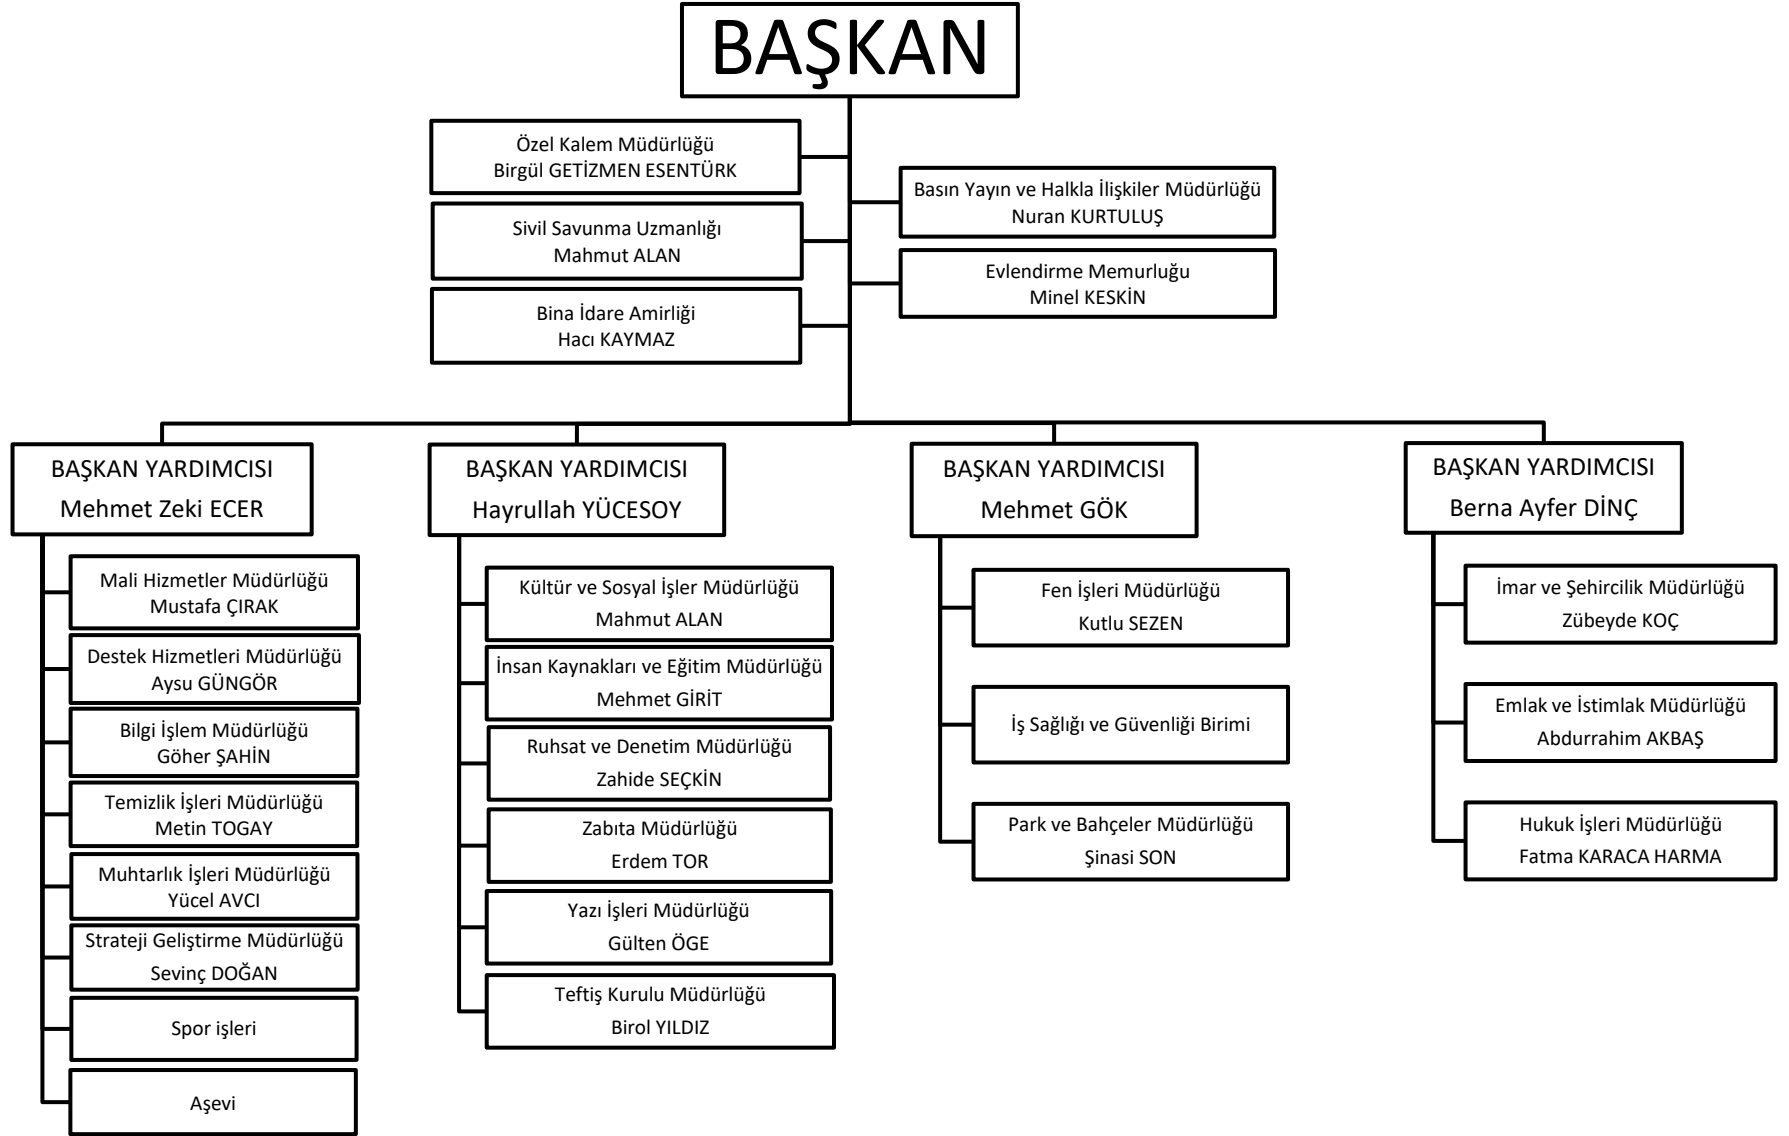 BAŞKAN
Özel Kalem Müdürlüğü
Birgül GETİZMEN ESENTÜRK
Basın Yayın ve Halkla İlişkiler Müdürlüğü
Nuran KURTULUŞ
Sivil Savunma Uzmanlığı
Mahmut ALAN
Evlendirme Memurluğu
Minel KESKİN
Bina İdare Amirliği
Hacı KAYMAZ
BAŞKAN YARDIMCISI
Mehmet Zeki ECER
Mali Hizmetler Müdürlüğü
Mustafa ÇIRAK
Destek Hizmetleri Müdürlüğü
Aysu GÜNGÖR
Bilgi İşlem Müdürlüğü
Göher ŞAHİN
Temizlik İşleri Müdürlüğü
Metin TOGAY
Muhtarlık İşleri Müdürlüğü
Yücel AVCI
Strateji Geliştirme Müdürlüğü
Sevinç DOĞAN
Spor işleri
Aşevi
BAŞKAN YARDIMCISI
Hayrullah YÜCESOY
Kültür ve Sosyal İşler Müdürlüğü
Mahmut ALAN
İnsan Kaynakları ve Eğitim Müdürlüğü
Mehmet GİRİT
Ruhsat ve Denetim Müdürlüğü
Zahide SEÇKİN
Zabıta Müdürlüğü
Erdem TOR
Yazı İşleri Müdürlüğü
Gülten ÖGE
Teftiş Kurulu Müdürlüğü
Birol YILDIZ
BAŞKAN YARDIMCISI
Mehmet GÖK
Fen İşleri Müdürlüğü
Kutlu SEZEN
İş Sağlığı ve Güvenliği Birimi
Park ve Bahçeler Müdürlüğü
Şinasi SON
BAŞKAN YARDIMCISI
Berna Ayfer DİNÇ
İmar ve Şehircilik Müdürlüğü
Zübeyde KOÇ
Emlak ve İstimlak Müdürlüğü
Abdurrahim AKBAŞ
Hukuk İşleri Müdürlüğü
Fatma KARACA HARMA